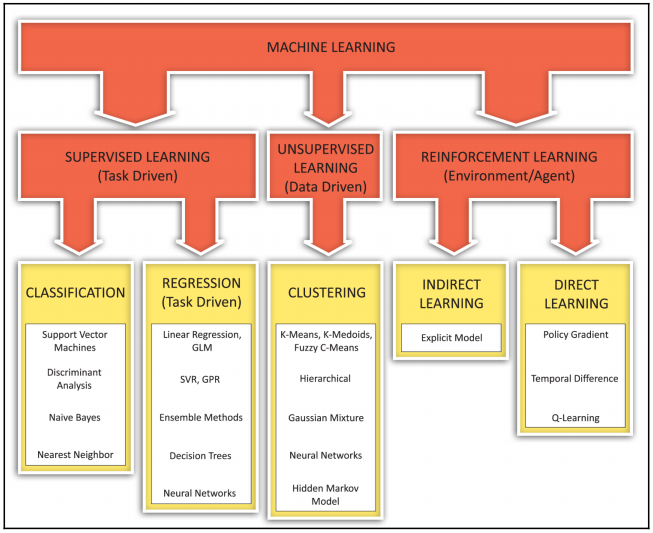 MACHINE LEARNING
SUPERVISED LEARNING
(Task Driven)
UNSUPERVISED
LEARNING
(Data Driven)
REINFORCEMENT LEARNING
(Environment/Agent)
CLASSIFICATION
Support Vector
Machines
Discriminant
Analysis
Naive Bayes
Nearest Neighbor
REGRESSION
(Task Driven)
Linear Regression,
GLM
SVR, GPR
Ensemble Methods
Decision Trees
Neural Networks
CLUSTERING
K-Means, K-Medoids,
Fuzzy C-Means
Hierarchical
Gaussian Mixture
Neural Networks
Hidden Markov
Model
INDIRECT
LEARNING
Explicit Model
DIRECT
LEARNING
Policy Gradient
Temporal Difference
Q-Learning